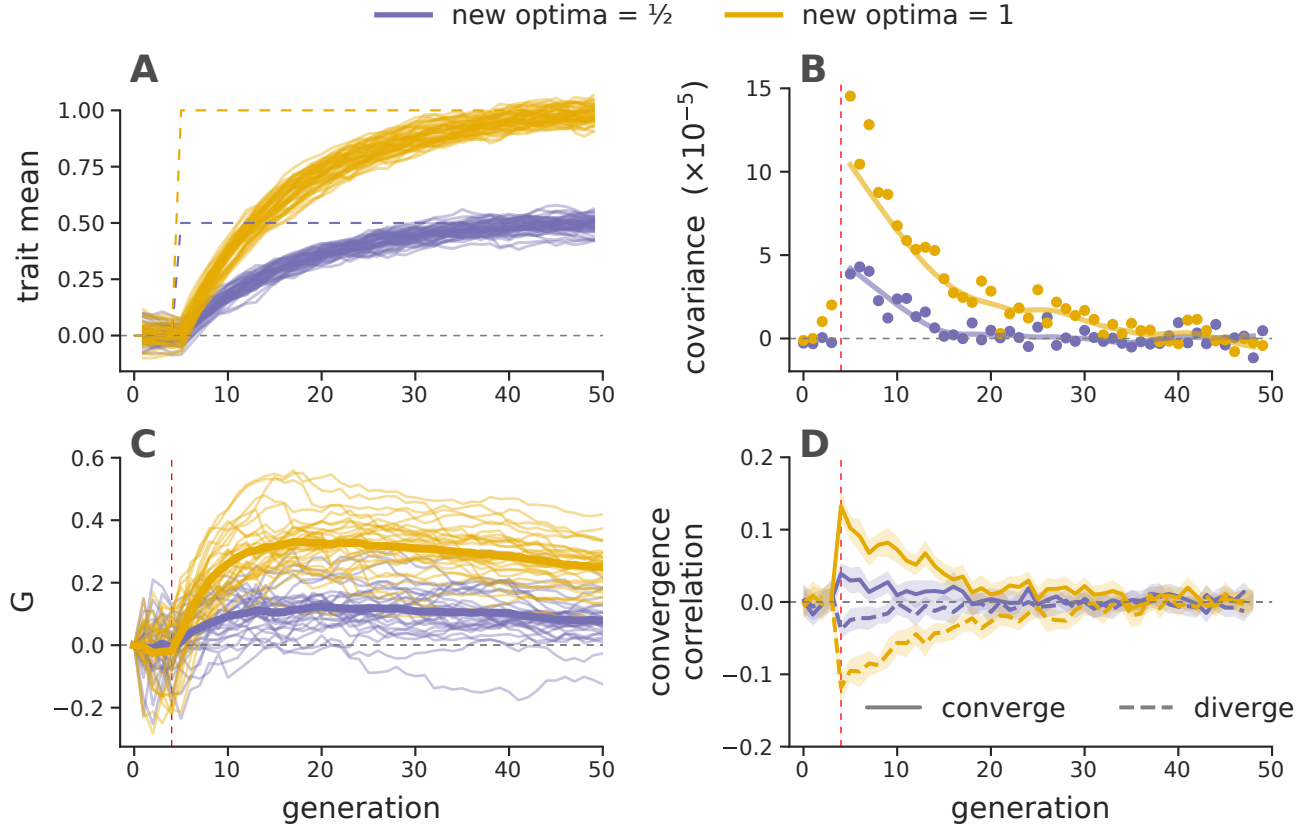 new optima = ½ new optima = 1
A
trait mean
1.00
0.75
0.50
0.25
0.00
0 10 20 30 40 50
B
covariance (×10⁻⁵)
15
10
5
0
0 10 20 30 40 50
C
G
0.6
0.4
0.2
0.0
−0.2
0 10 20 30 40 50
generation
D
convergence
correlation
0.2
0.1
0.0
−0.1
−0.2
converge diverge
0 10 20 30 40 50
generation